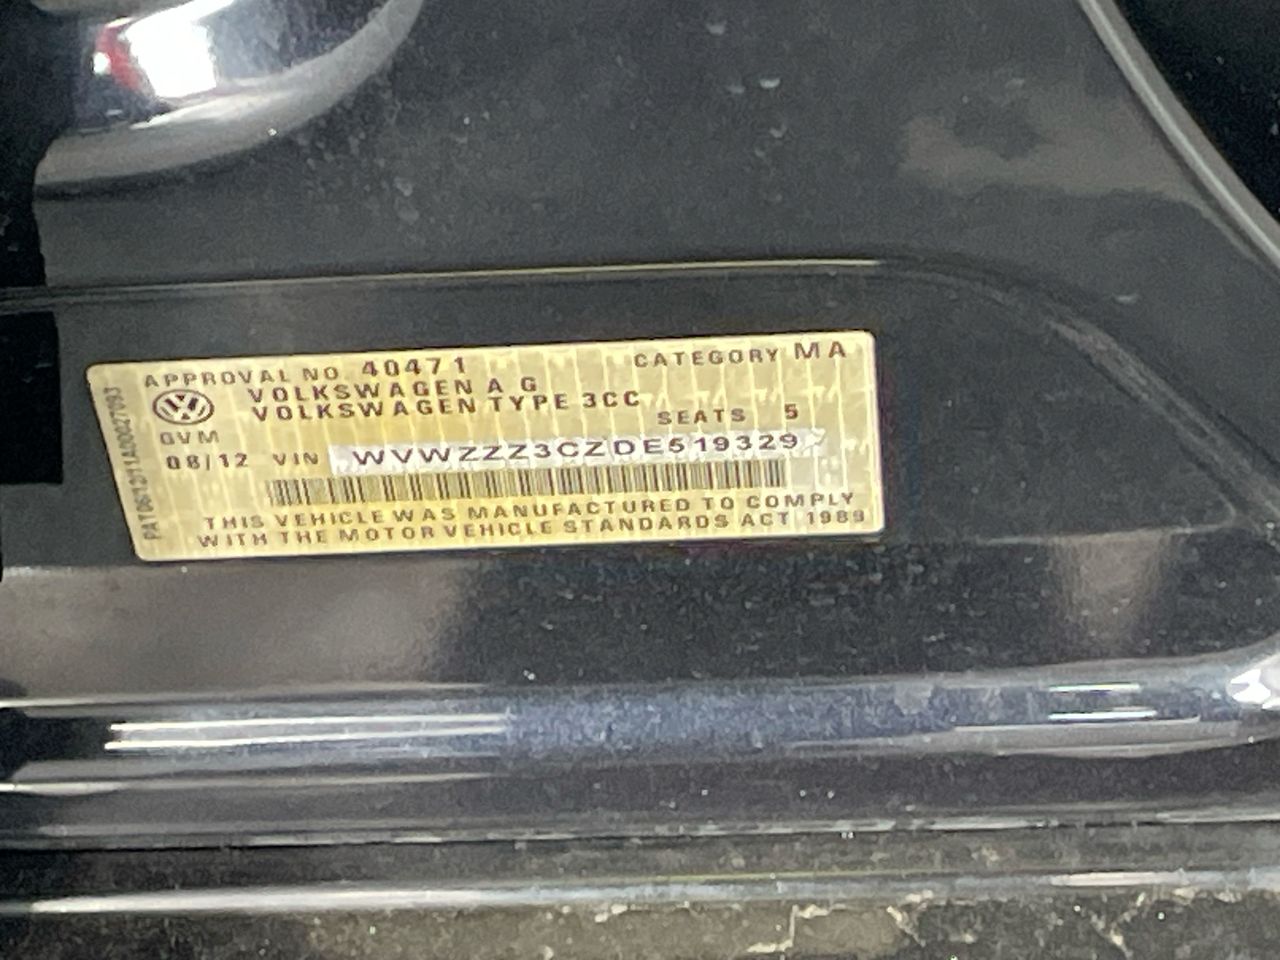 APPROVAL NO 40471 CATEGORY MA
VOLKSWAGEN A G
VOLKSWAGEN TYPE 3CC SEATS 5
GVM
08/12 VIN WVWZZZ3CZDE519329
THIS VEHICLE WAS MANUFACTURED TO COMPLY
WITH THE MOTOR VEHICLE STANDARDS ACT 1989